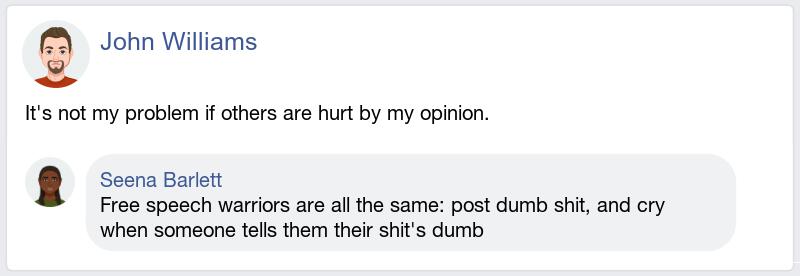 John Williams
It's not my problem if others are hurt by my opinion.
Seena Barlett
Free speech warriors are all the same: post dumb shit, and cry
when someone tells them their shit's dumb